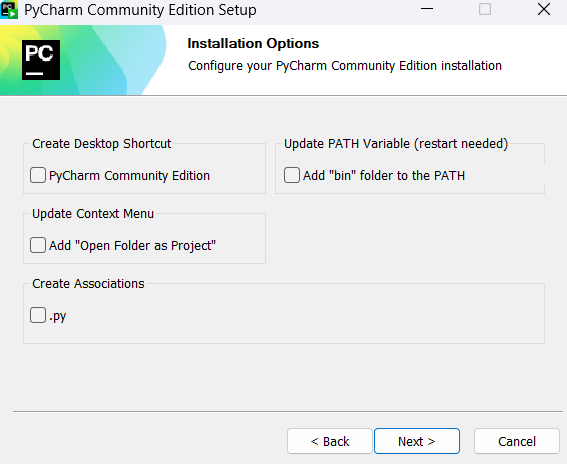 PyCharm Community Edition Setup
PC
Installation Options
Configure your PyCharm Community Edition installation
Create Desktop Shortcut
PyCharm Community Edition
Update PATH Variable (restart needed)
Add "bin" folder to the PATH
Update Context Menu
Add "Open Folder as Project"
Create Associations
.py
< Back
Next >
Cancel